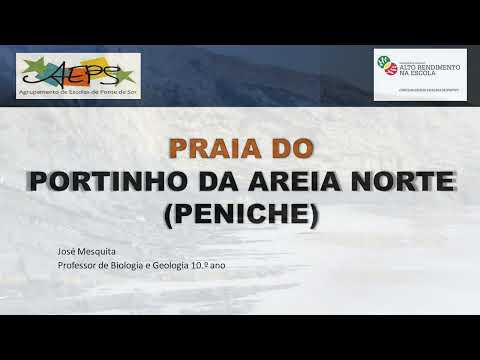 AEPS
Agrupamento de Escolas de Ponte de Sor
ALTO RENDIMENTO
NA ESCOLA
PRAIA DO
PORTINHO DA AREIA NORTE
(PENICHE)
José Mesquita
Professor de Biologia e Geologia 10.º ano